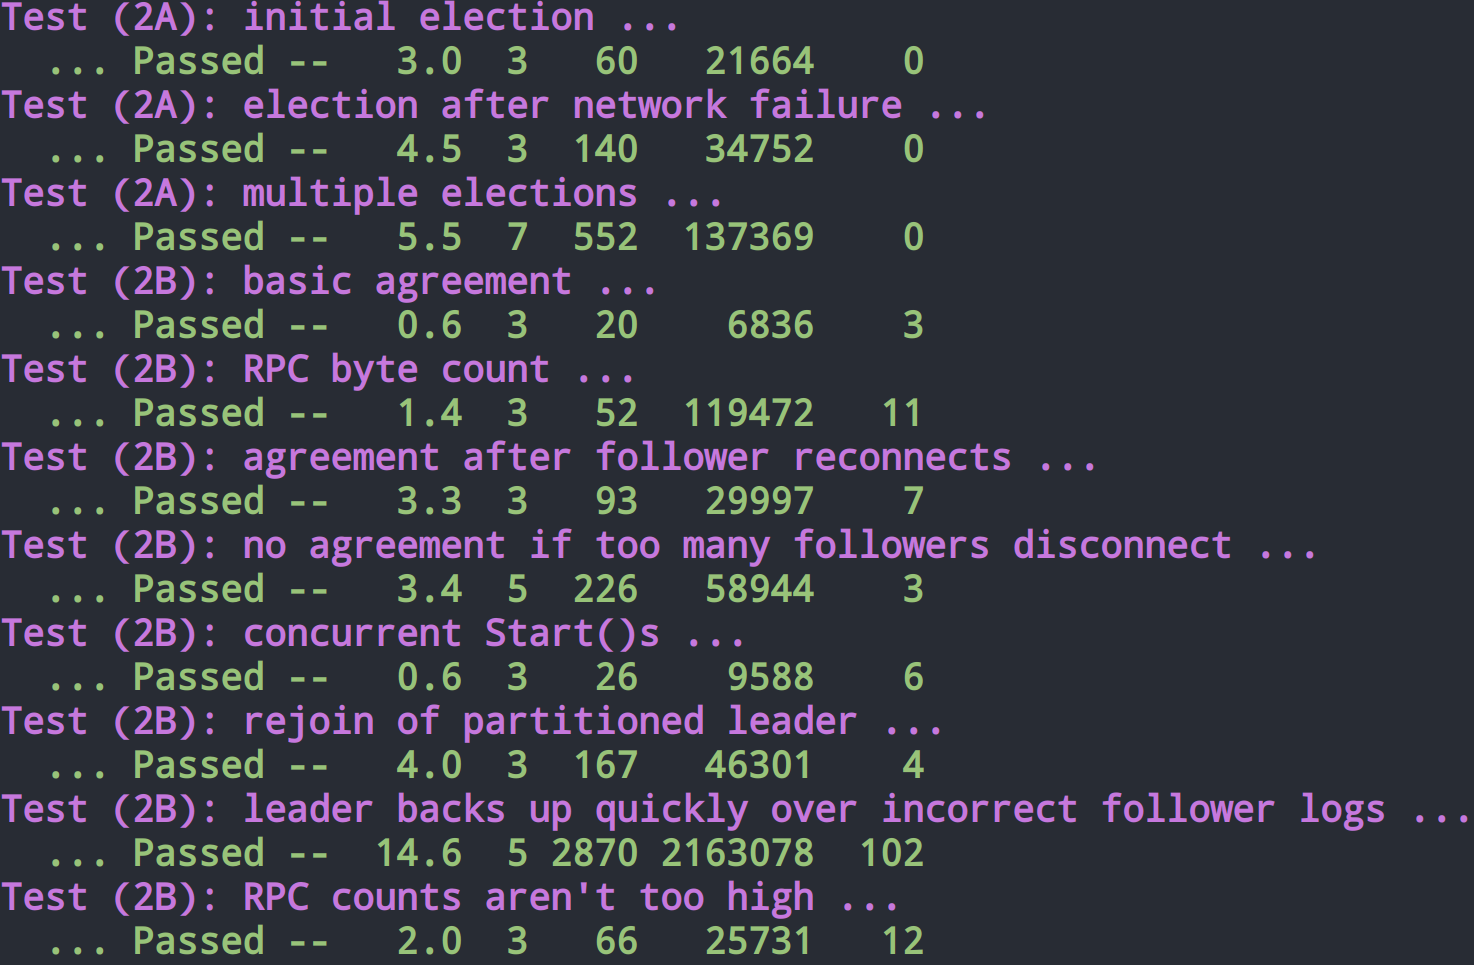 Test (2A): initial election ...
  ... Passed --   3.0  3   60   21664    0
Test (2A): election after network failure ...
  ... Passed --   4.5  3  140   34752    0
Test (2A): multiple elections ...
  ... Passed --   5.5  7  552  137369    0
Test (2B): basic agreement ...
  ... Passed --   0.6  3   20    6836    3
Test (2B): RPC byte count ...
  ... Passed --   1.4  3   52  119472   11
Test (2B): agreement after follower reconnects ...
  ... Passed --   3.3  3   93   29997    7
Test (2B): no agreement if too many followers disconnect ...
  ... Passed --   3.4  5  226   58944    3
Test (2B): concurrent Start()s ...
  ... Passed --   0.6  3   26    9588    6
Test (2B): rejoin of partitioned leader ...
  ... Passed --   4.0  3  167   46301    4
Test (2B): leader backs up quickly over incorrect follower logs ...
  ... Passed --  14.6  5 2870 2163078  102
Test (2B): RPC counts aren't too high ...
  ... Passed --   2.0  3   66   25731   12